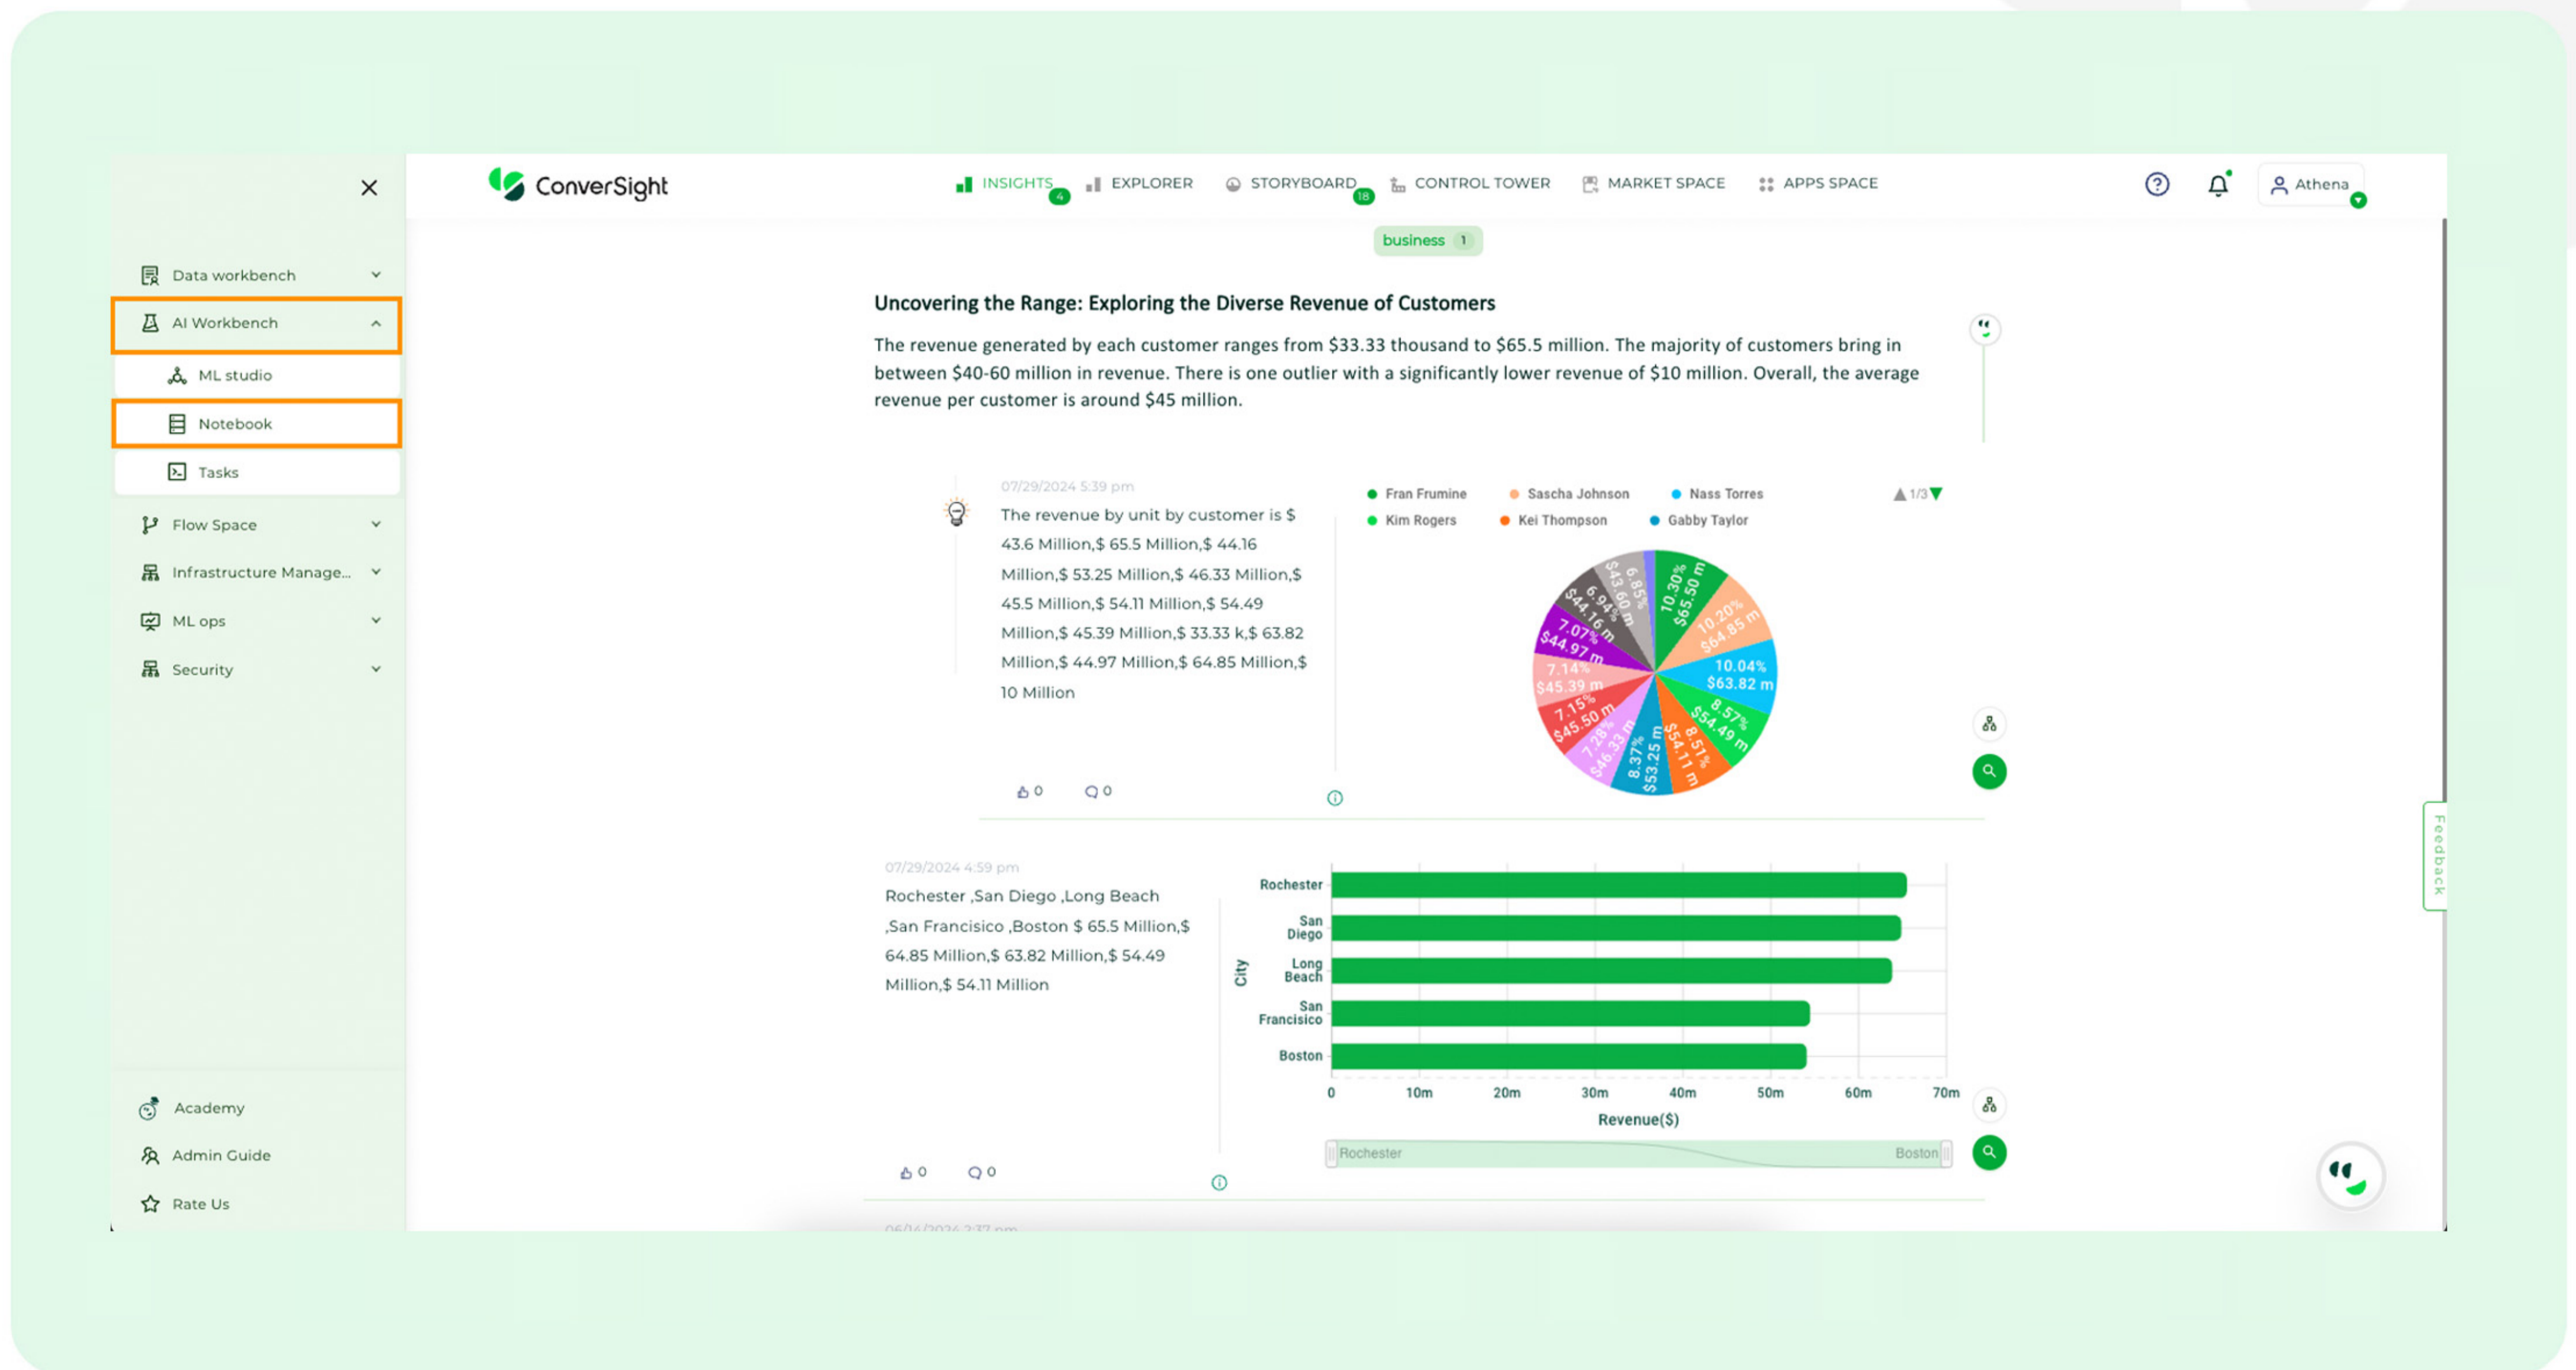 ConverSight
INSIGHTS 4
EXPLORER
STORYBOARD 18
CONTROL TOWER
MARKET SPACE
APPS SPACE
Athena
Data workbench
AI Workbench
ML studio
Notebook
Tasks
Flow Space
Infrastructure Manage...
ML ops
Security
Academy
Admin Guide
Rate Us
business 1
Uncovering the Range: Exploring the Diverse Revenue of Customers
The revenue generated by each customer ranges from $33.33 thousand to $65.5 million. The majority of customers bring in
between $40-60 million in revenue. There is one outlier with a significantly lower revenue of $10 million. Overall, the average
revenue per customer is around $45 million.
07/29/2024 5:39 pm
The revenue by unit by customer is $
43.6 Million,$ 65.5 Million,$ 44.16
Million,$ 53.25 Million,$ 46.33 Million,$
45.5 Million,$ 54.11 Million,$ 54.49
Million,$ 45.39 Million,$ 33.33 k,$ 63.82
Million,$ 44.97 Million,$ 64.85 Million,$
10 Million
0 0
Fran Frumine Sascha Johnson Nass Torres
1/3
Kim Rogers Kei Thompson Gabby Taylor
10.30%
$65.50 m
10.20%
$64.85 m
10.04%
$63.82 m
8.57%
$54.49 m
8.51%
$54.11 m
8.37%
$53.25 m
7.28%
$46.33 m
7.15%
$45.50 m
7.14%
$45.39 m
7.07%
$44.97 m
6.94%
$44.16 m
6.85%
$43.60 m
07/29/2024 4:59 pm
Rochester ,San Diego ,Long Beach
,San Francisico ,Boston $ 65.5 Million,$
64.85 Million,$ 63.82 Million,$ 54.49
Million,$ 54.11 Million
0 0
City
Rochester
San
Diego
Long
Beach
San
Francisico
Boston
0 10m 20m 30m 40m 50m 60m 70m
Revenue($)
Rochester Boston
Feedback
06/14/2024 2:37 pm